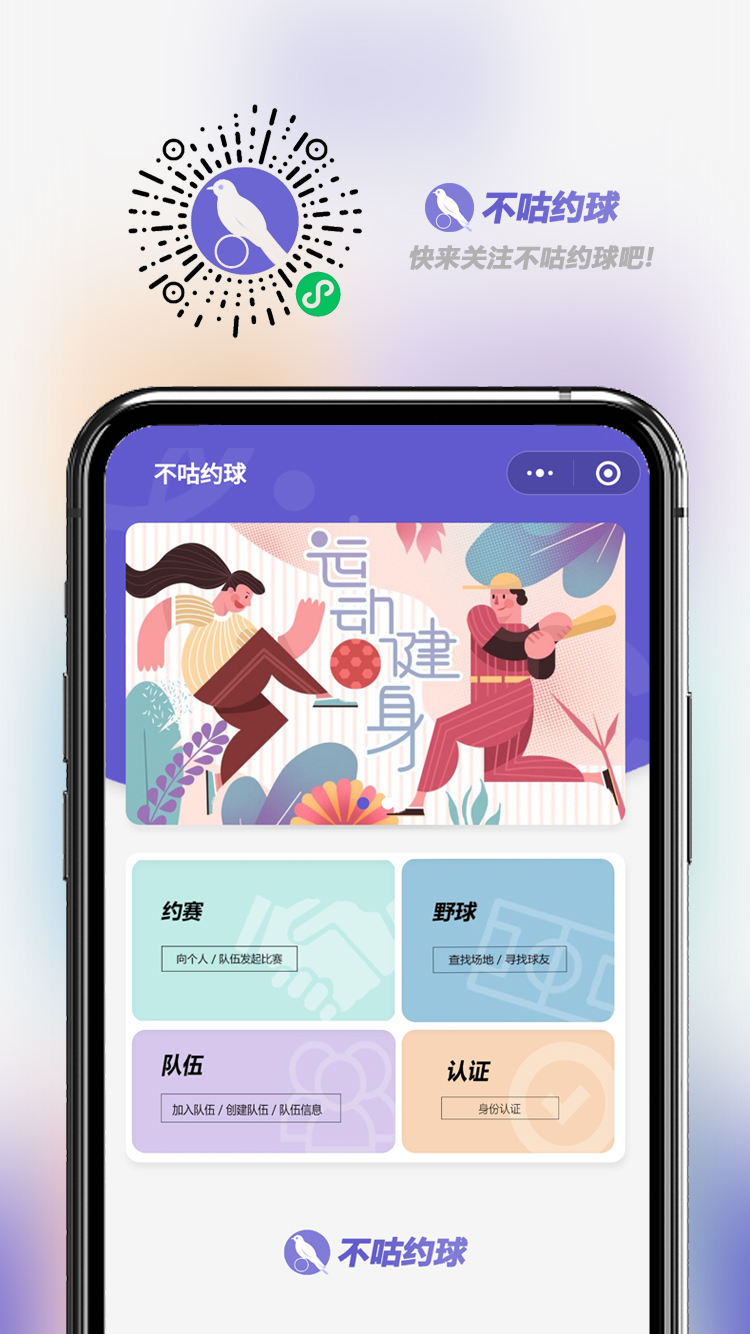 不咕约球
快来关注不咕约球吧!
不咕约球
运动健身
约赛
向个人 / 队伍发起比赛
野球
查找场地 / 寻找球友
队伍
加入队伍 / 创建队伍 / 队伍信息
认证
身份认证
不咕约球